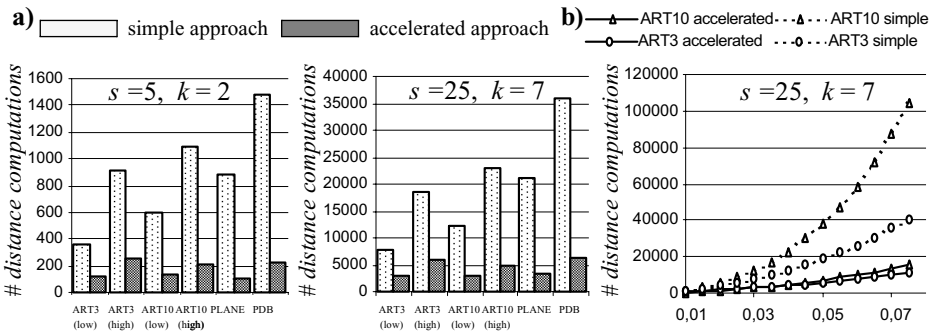 a)
simple approach
accelerated approach
# distance computations
1600
1400
1200
1000
800
600
400
200
0
s =5, k = 2
ART3 (low)
ART3 (high)
ART10 (low)
ART10 (high)
PLANE
PDB
# distance computations
40000
35000
30000
25000
20000
15000
10000
5000
0
s =25, k = 7
ART3 (low)
ART3 (high)
ART10 (low)
ART10 (high)
PLANE
PDB
b)
ART10 accelerated
ART10 simple
ART3 accelerated
ART3 simple
# distance computations
120000
100000
80000
60000
40000
20000
0
s =25, k = 7
0,01
0,03
0,05
0,07